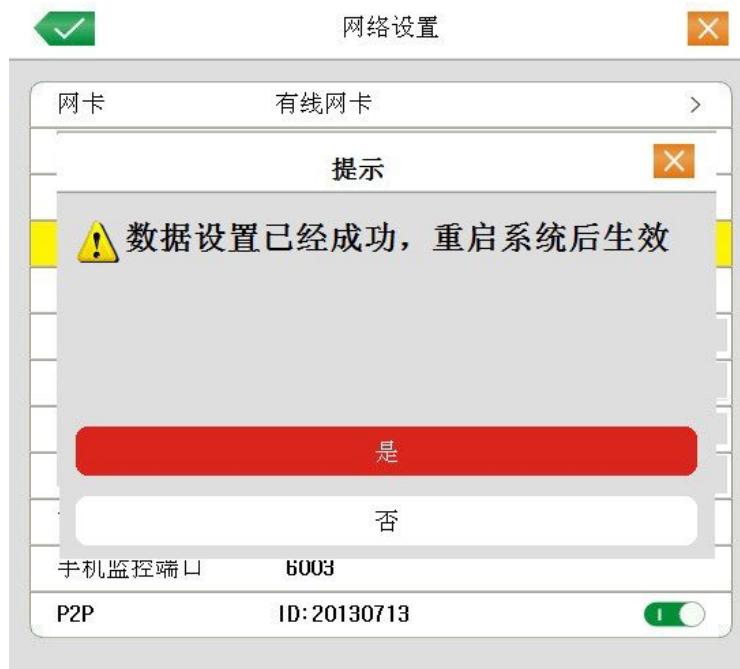 网络设置
网卡 有线网卡
提示
数据设置已经成功，重启系统后生效
是
否
手机监控端口 6003
P2P ID:20130713